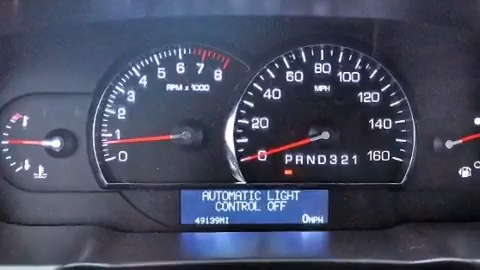 0 1 2 3 4 5 6 7 8
RPM x 1000
0 20 40 60 80 100 120 140 160
MPH
PRND321
AUTOMATIC LIGHT
CONTROL OFF
49139MI 0MPH